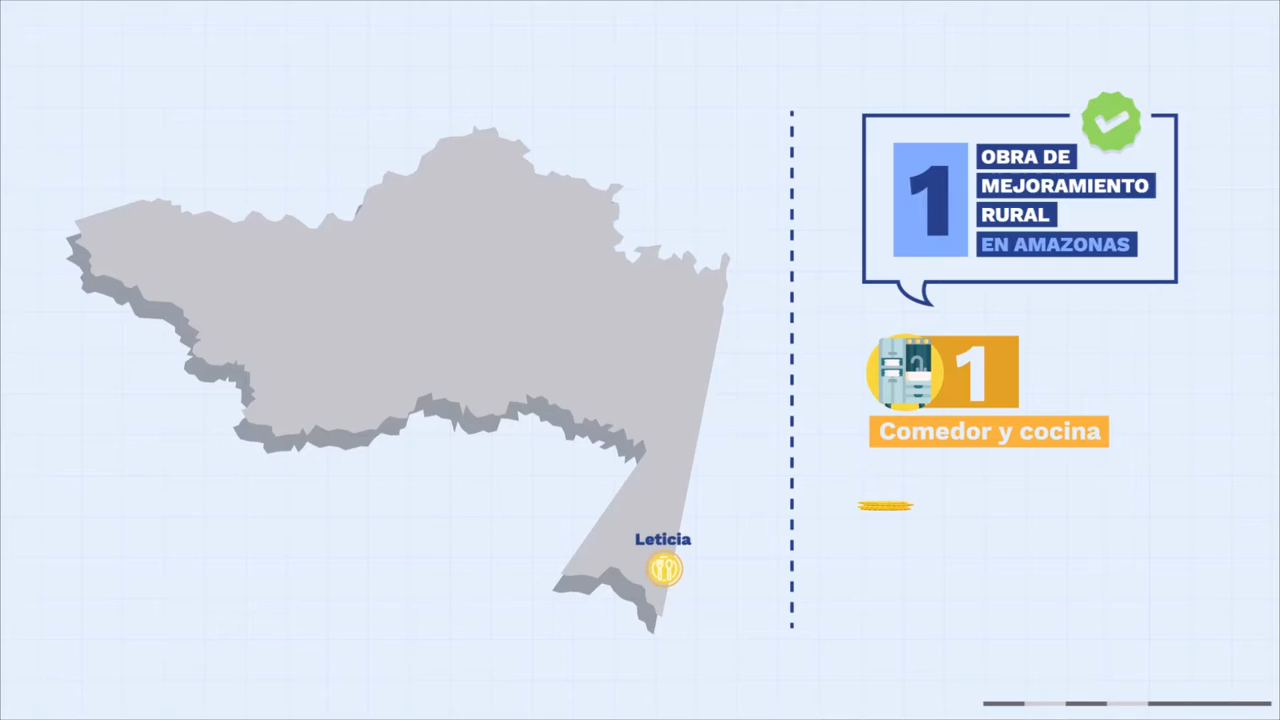 1
OBRA DE
MEJORAMIENTO
RURAL
EN AMAZONAS
1
Comedor y cocina
Leticia